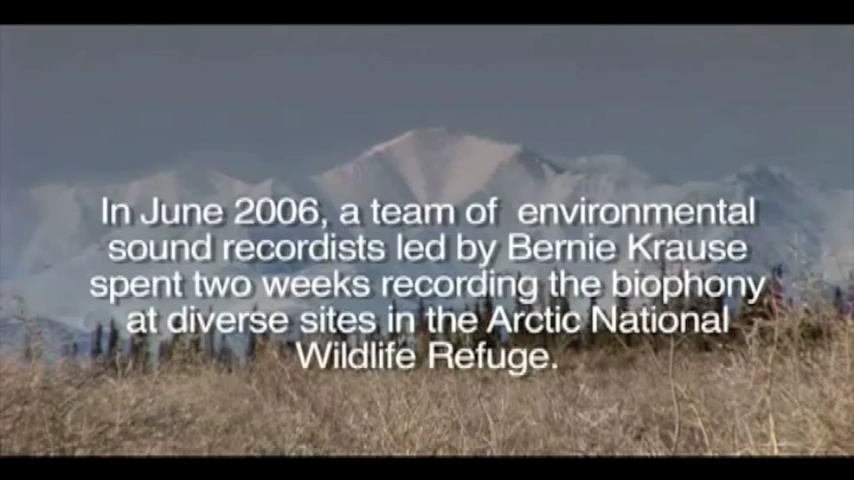 In June 2006, a team of  environmental
sound recordists led by Bernie Krause
spent two weeks recording the biophony
at diverse sites in the Arctic National
Wildlife Refuge.